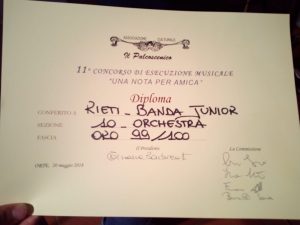 ASSOCIAZIONE CULTURALE
Il Palcoscenico
11° CONCORSO DI ESECUZIONE MUSICALE
"UNA NOTA PER AMICA"
Diploma
CONFERITO A RIETI - BANDA JUNIOR
SEZIONE 10 - ORCHESTRA
FASCIA ORO 99/100
Il Presidente
La Commissione
ORTE, 20 maggio 2018